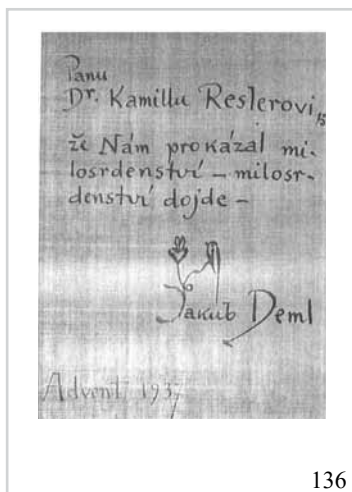 Panu
Dr. Kamillu Reslerovi,
že Nám prokázal mi-
losrdenství – milosr-
denství dojde –
Jakub Deml
Advent, 1937
136